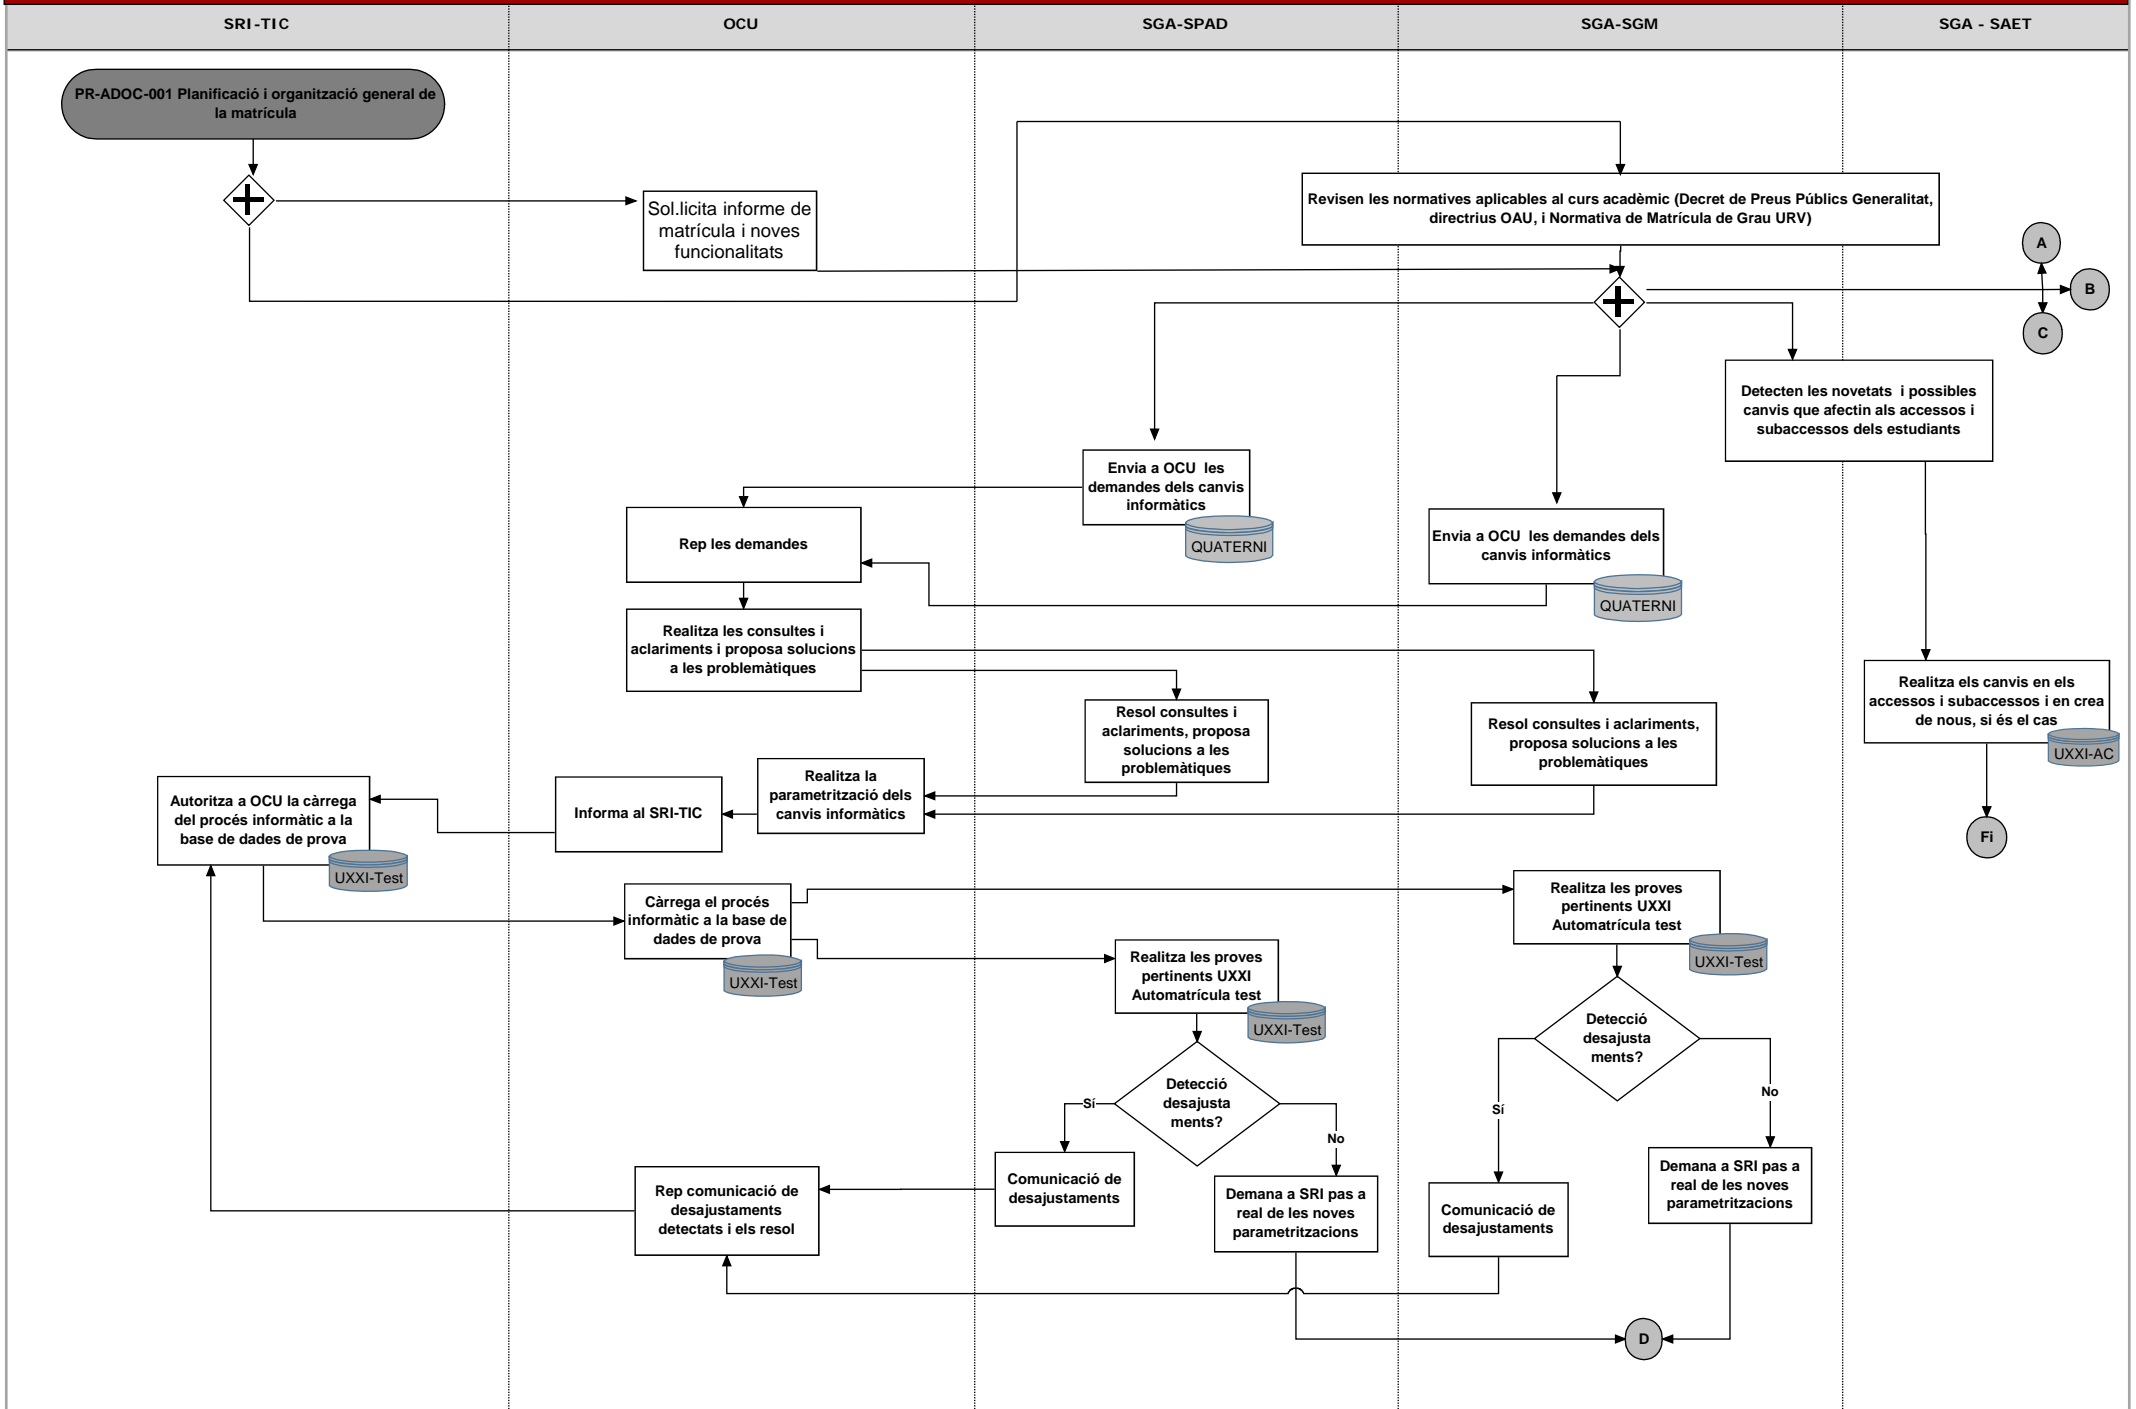 SRI-TIC
OCU
SGA-SPAD
SGA-SGM
SGA - SAET
PR-ADOC-001 Planificació i organització general de
la matrícula
Sol.licita informe de
matrícula i noves
funcionalitats
Revisen les normatives aplicables al curs acadèmic (Decret de Preus Públics Generalitat,
directrius OAU, i Normativa de Matrícula de Grau URV)
A
B
C
Detecten les novetats i possibles
canvis que afectin als accessos i
subaccessos dels estudiants
Envia a OCU les
demandes dels canvis
informàtics
QUATERNI
Envia a OCU les demandes dels
canvis informàtics
QUATERNI
Rep les demandes
Realitza les consultes i
aclariments i proposa solucions
a les problemàtiques
Resol consultes i
aclariments, proposa
solucions a les
problemàtiques
Resol consultes i aclariments,
proposa solucions a les
problemàtiques
Realitza els canvis en els
accessos i subaccessos i en crea
de nous, si és el cas
UXXI-AC
Fi
Realitza la
parametrització dels
canvis informàtics
Informa al SRI-TIC
Autoritza a OCU la càrrega
del procés informàtic a la
base de dades de prova
UXXI-Test
Càrrega el procés
informàtic a la base de
dades de prova
UXXI-Test
Realitza les proves
pertinents UXXI
Automatrícula test
UXXI-Test
Realitza les proves
pertinents UXXI
Automatrícula test
UXXI-Test
Detecció
desajusta
ments?
Sí
No
Detecció
desajusta
ments?
Sí
No
Comunicació de
desajustaments
Demana a SRI pas a
real de les noves
parametritzacions
Comunicació de
desajustaments
Demana a SRI pas a
real de les noves
parametritzacions
Rep comunicació de
desajustaments
detectats i els resol
D